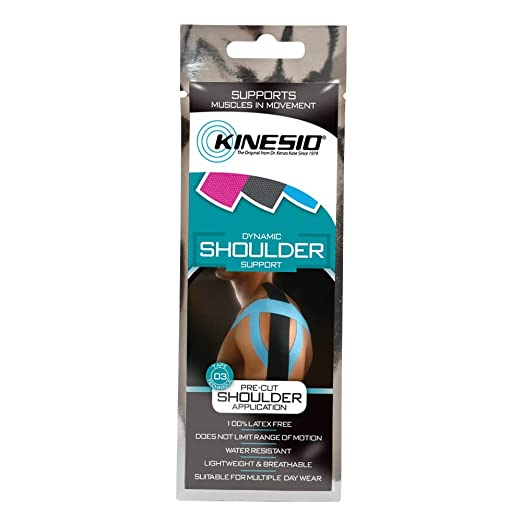 SUPPORTS
MUSCLES IN MOVEMENT
KINESIO®
The Original from Dr. Kenzo Kase Since 1979
DYNAMIC
SHOULDER
SUPPORT
03
PRE-CUT
SHOULDER
APPLICATION
100% LATEX FREE
DOES NOT LIMIT RANGE OF MOTION
WATER RESISTANT
LIGHTWEIGHT & BREATHABLE
SUITABLE FOR MULTIPLE DAY WEAR